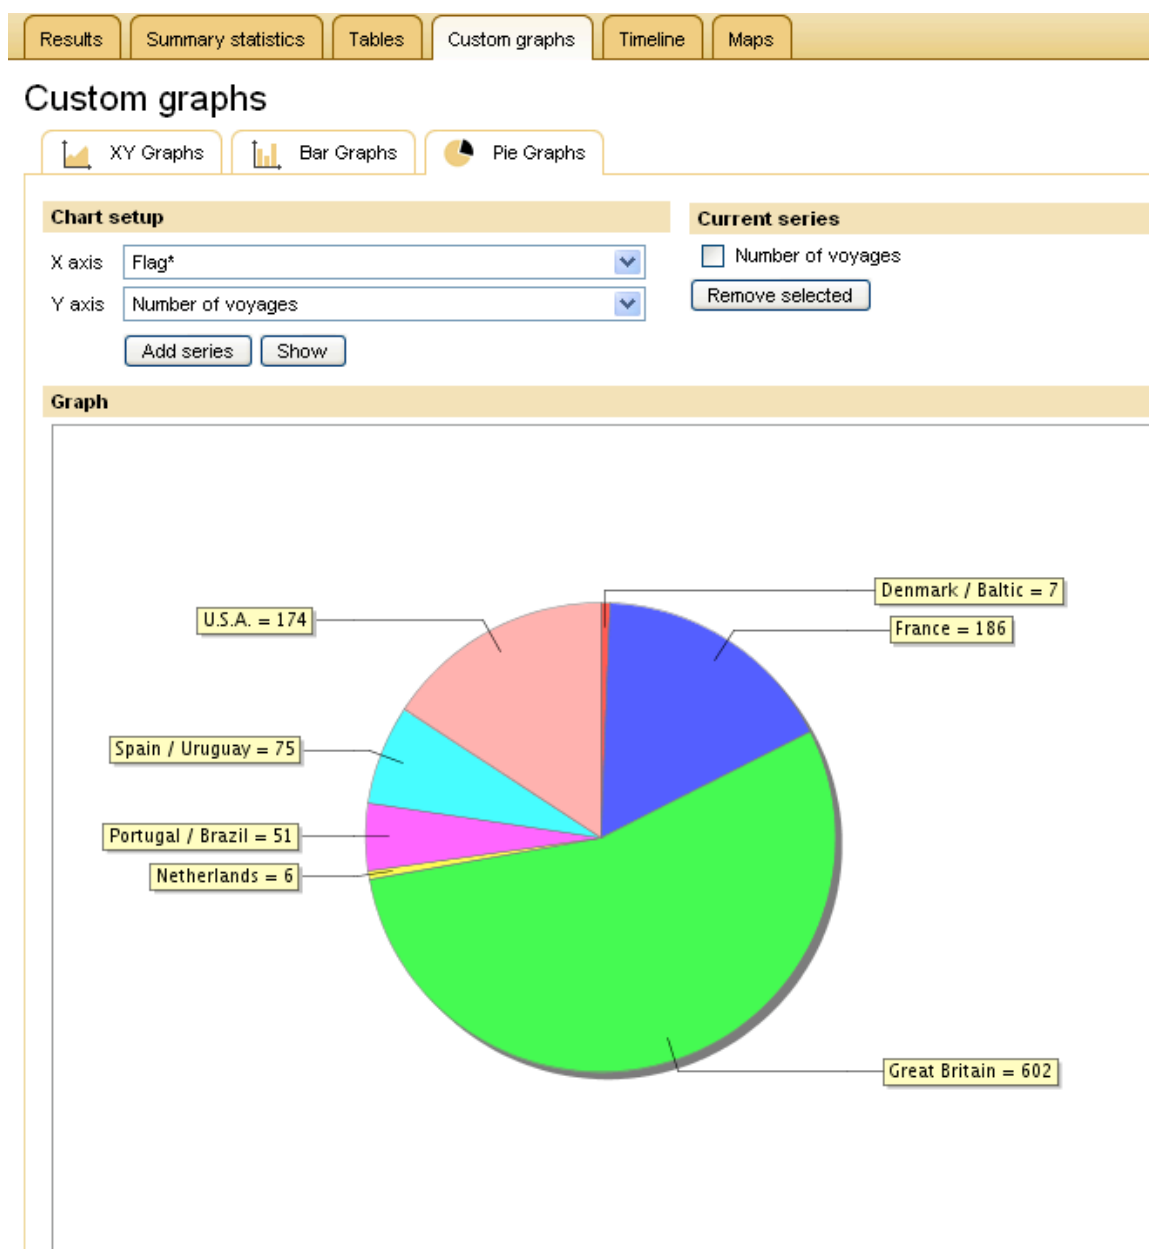 Results Summary statistics Tables Custom graphs Timeline Maps
Custom graphs
XY Graphs Bar Graphs Pie Graphs
Chart setup
Current series
X axis Flag*
Number of voyages
Y axis Number of voyages
Remove selected
Add series Show
Graph
Denmark / Baltic = 7
U.S.A. = 174
France = 186
Spain / Uruguay = 75
Portugal / Brazil = 51
Netherlands = 6
Great Britain = 602